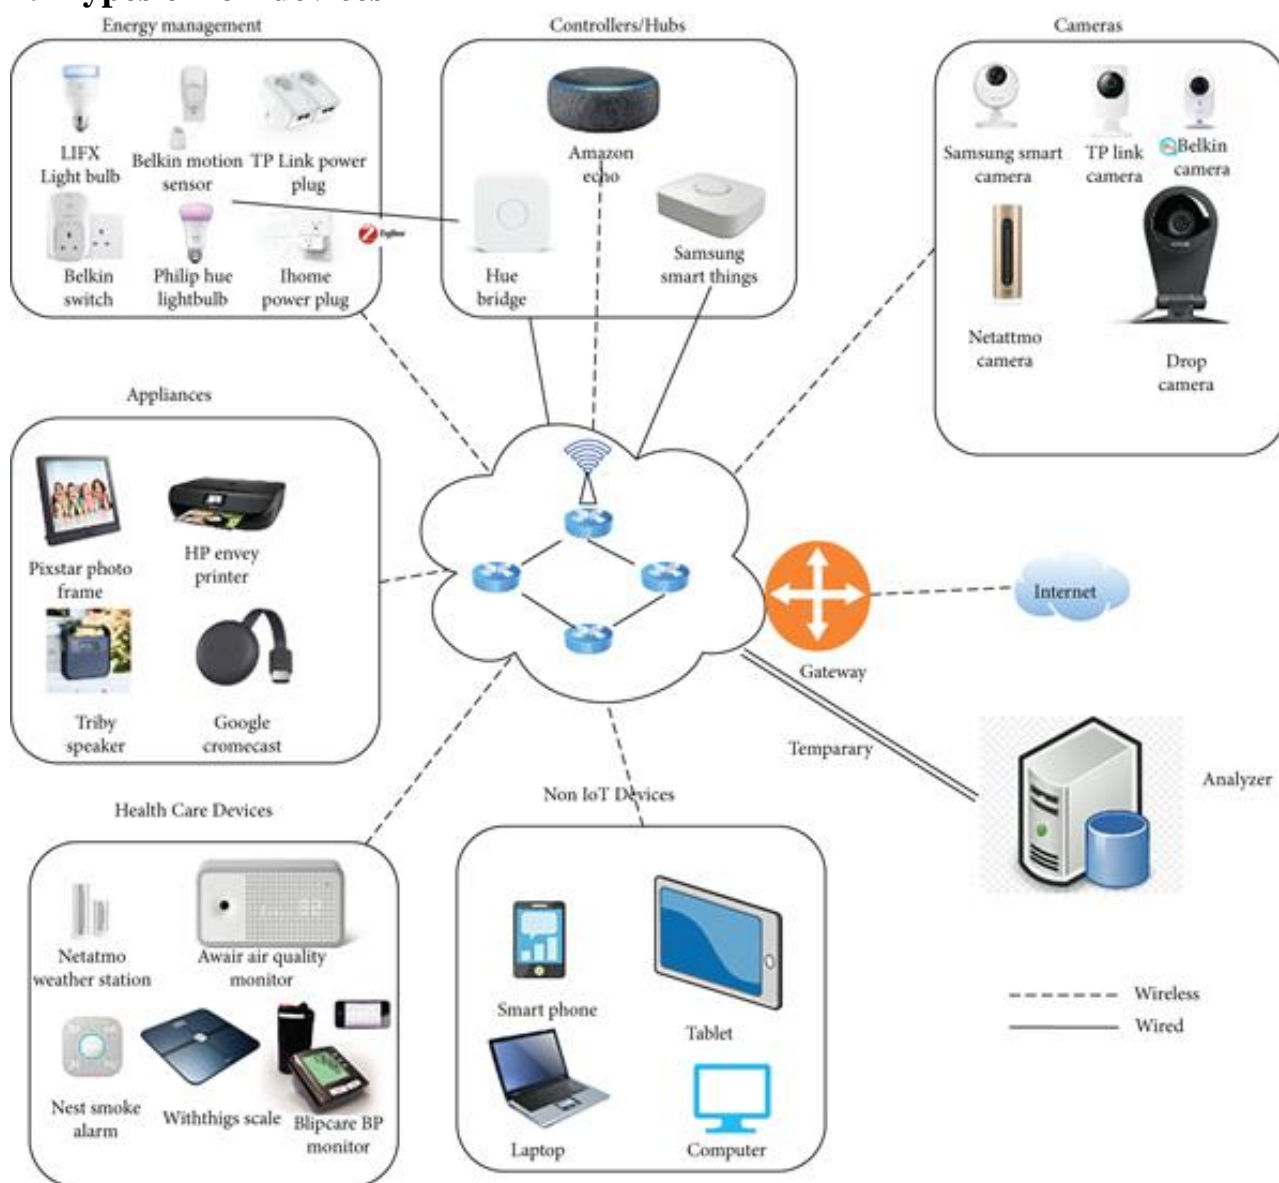 Energy management
Controllers/Hubs
Cameras
LIFX
Light bulb
Belkin motion
sensor
TP Link power
plug
Belkin
switch
Philip hue
lightbulb
Ihome
power plug
Amazon
echo
Hue
bridge
Samsung
smart things
Samsung smart
camera
TP link
camera
Belkin
camera
Netattmo
camera
Drop
camera
Appliances
Pixstar photo
frame
HP envey
printer
Triby
speaker
Google
cromecast
Internet
Gateway
Temparary
Analyzer
Health Care Devices
Netatmo
weather station
Awair air quality
monitor
Nest smoke
alarm
Withthigs scale
Blipcare BP
monitor
Non IoT Devices
Smart phone
Tablet
Laptop
Computer
Wireless
Wired